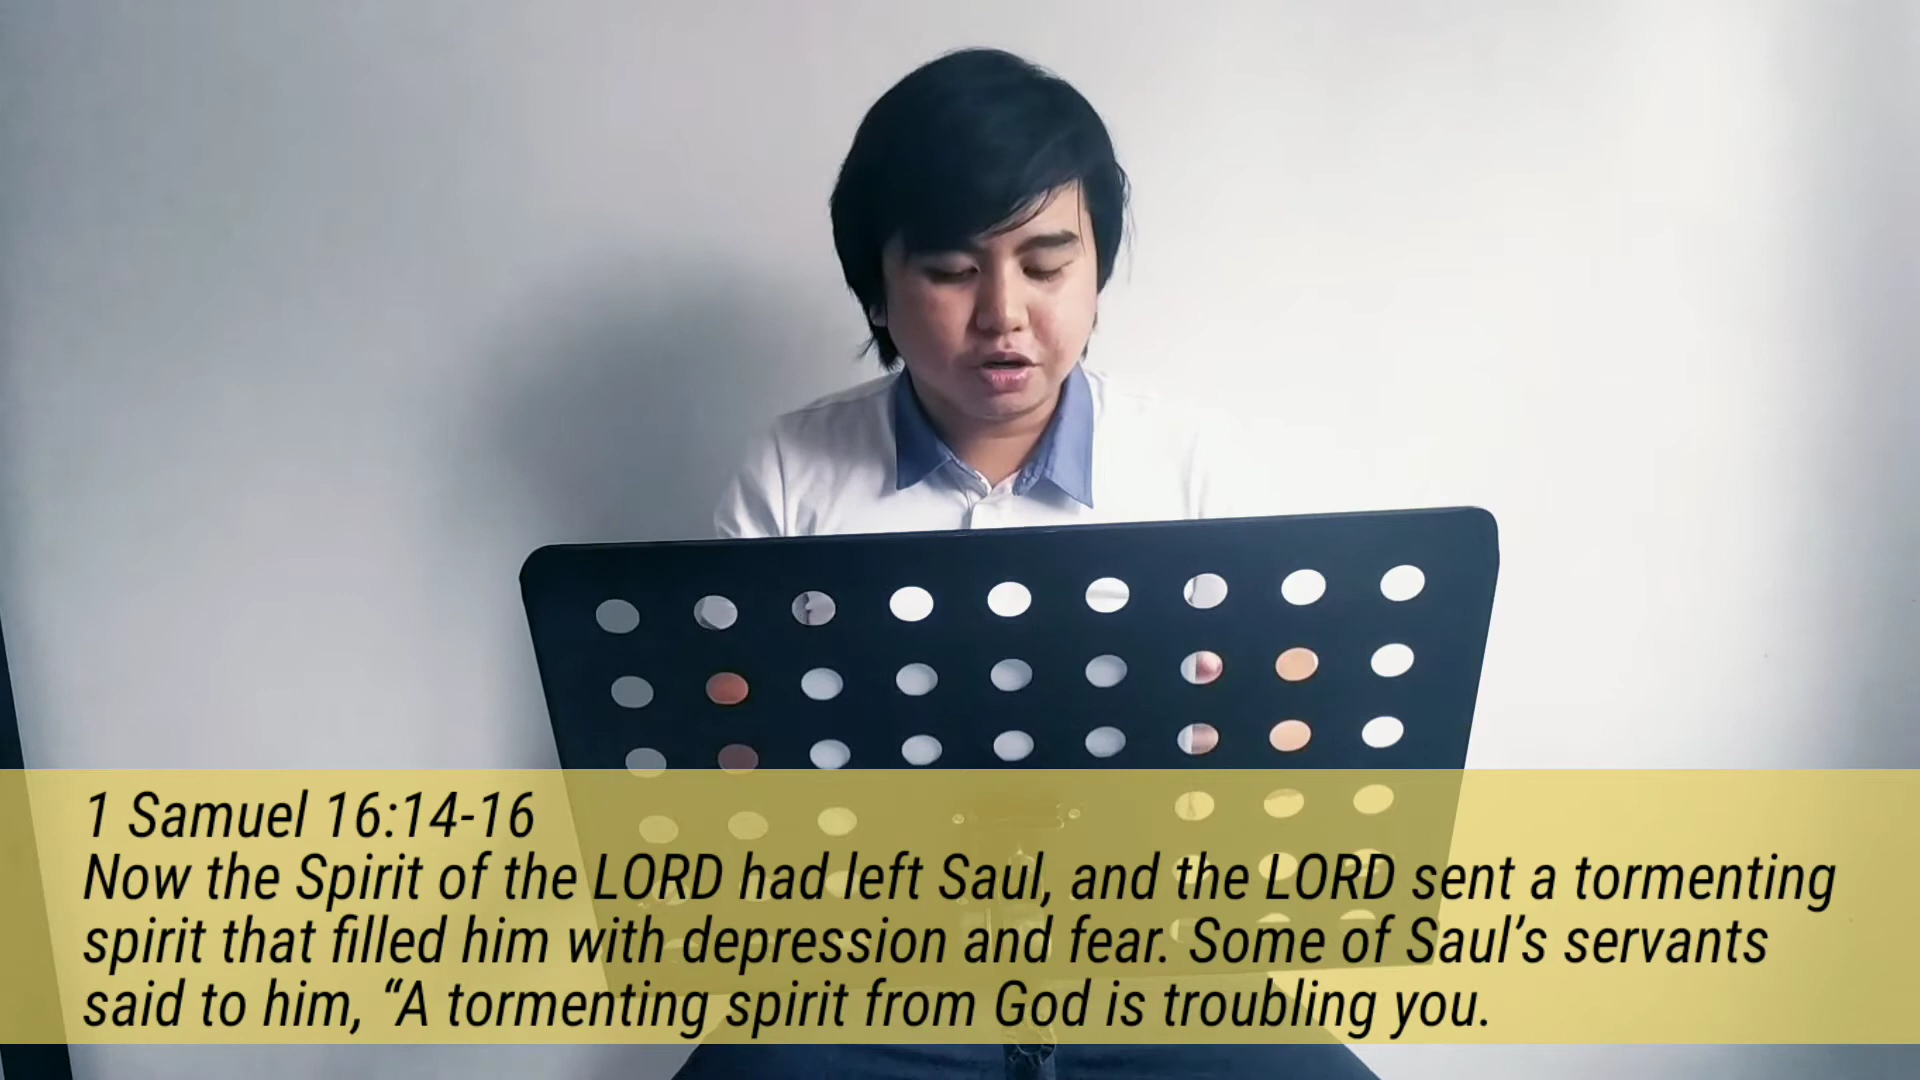 1 Samuel 16:14-16
Now the Spirit of the LORD had left Saul, and the LORD sent a tormenting
spirit that filled him with depression and fear. Some of Saul’s servants
said to him, “A tormenting spirit from God is troubling you.